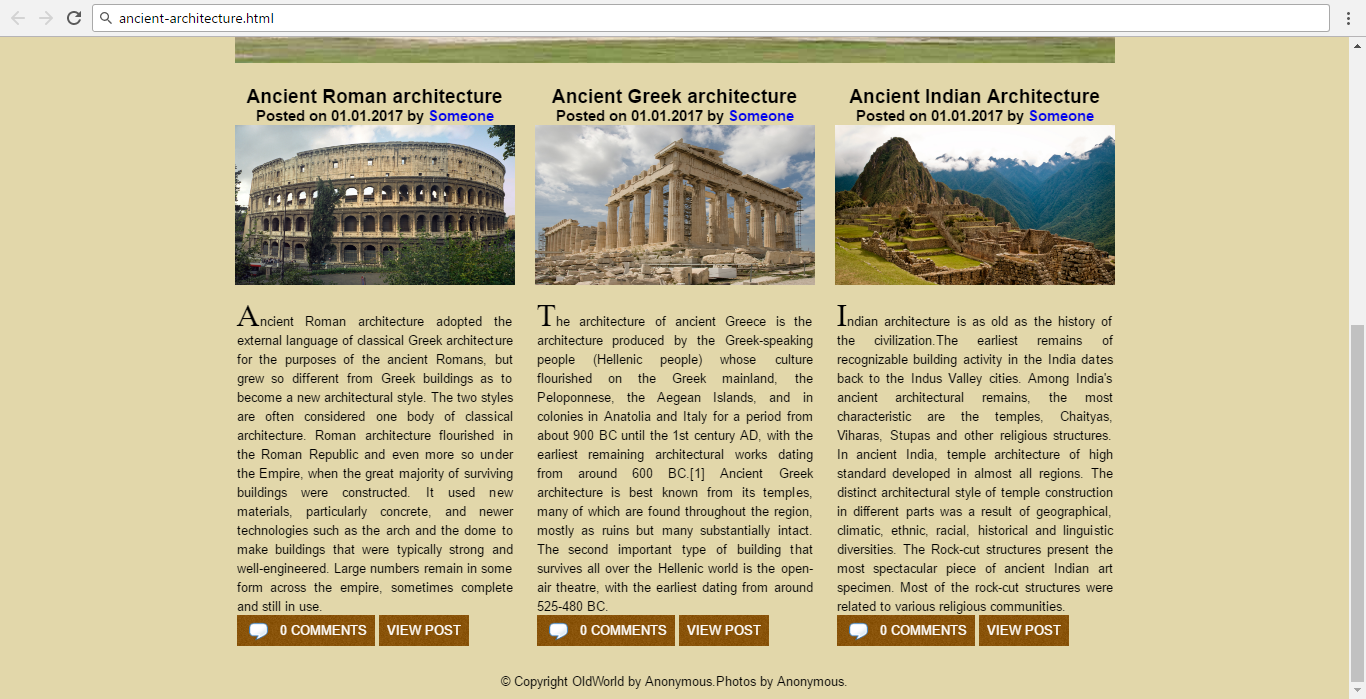 ancient-architecture.html
Ancient Roman architecture
Posted on 01.01.2017 by Someone
Ancient Roman architecture adopted the
external language of classical Greek architecture
for the purposes of the ancient Romans, but
grew so different from Greek buildings as to
become a new architectural style. The two styles
are often considered one body of classical
architecture. Roman architecture flourished in
the Roman Republic and even more so under
the Empire, when the great majority of surviving
buildings were constructed. It used new
materials, particularly concrete, and newer
technologies such as the arch and the dome to
make buildings that were typically strong and
well-engineered. Large numbers remain in some
form across the empire, sometimes complete
and still in use.
0 COMMENTS VIEW POST
Ancient Greek architecture
Posted on 01.01.2017 by Someone
The architecture of ancient Greece is the
architecture produced by the Greek-speaking
people (Hellenic people) whose culture
flourished on the Greek mainland, the
Peloponnese, the Aegean Islands, and in
colonies in Anatolia and Italy for a period from
about 900 BC until the 1st century AD, with the
earliest remaining architectural works dating
from around 600 BC.[1] Ancient Greek
architecture is best known from its temples,
many of which are found throughout the region,
mostly as ruins but many substantially intact.
The second important type of building that
survives all over the Hellenic world is the open-
air theatre, with the earliest dating from around
525-480 BC.
0 COMMENTS VIEW POST
Ancient Indian Architecture
Posted on 01.01.2017 by Someone
Indian architecture is as old as the history of
the civilization.The earliest remains of
recognizable building activity in the India dates
back to the Indus Valley cities. Among India's
ancient architectural remains, the most
characteristic are the temples, Chaityas,
Viharas, Stupas and other religious structures.
In ancient India, temple architecture of high
standard developed in almost all regions. The
distinct architectural style of temple construction
in different parts was a result of geographical,
climatic, ethnic, racial, historical and linguistic
diversities. The Rock-cut structures present the
most spectacular piece of ancient Indian art
specimen. Most of the rock-cut structures were
related to various religious communities.
0 COMMENTS VIEW POST
© Copyright OldWorld by Anonymous.Photos by Anonymous.